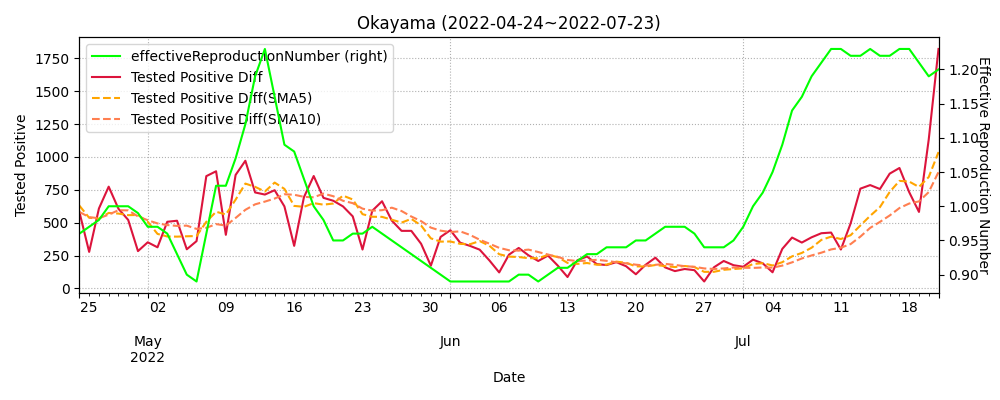 Okayama (2022-04-24~2022-07-23)
effectiveReproductionNumber (right)
Tested Positive Diff
Tested Positive Diff(SMA5)
Tested Positive Diff(SMA10)
Tested Positive
1750
1500
1250
1000
750
500
250
0
Effective Reproduction Number
1.20
1.15
1.10
1.05
1.00
0.95
0.90
25 02 09 16 23 30 06 13 20 27 04 11 18
May Jun Jul
2022
Date